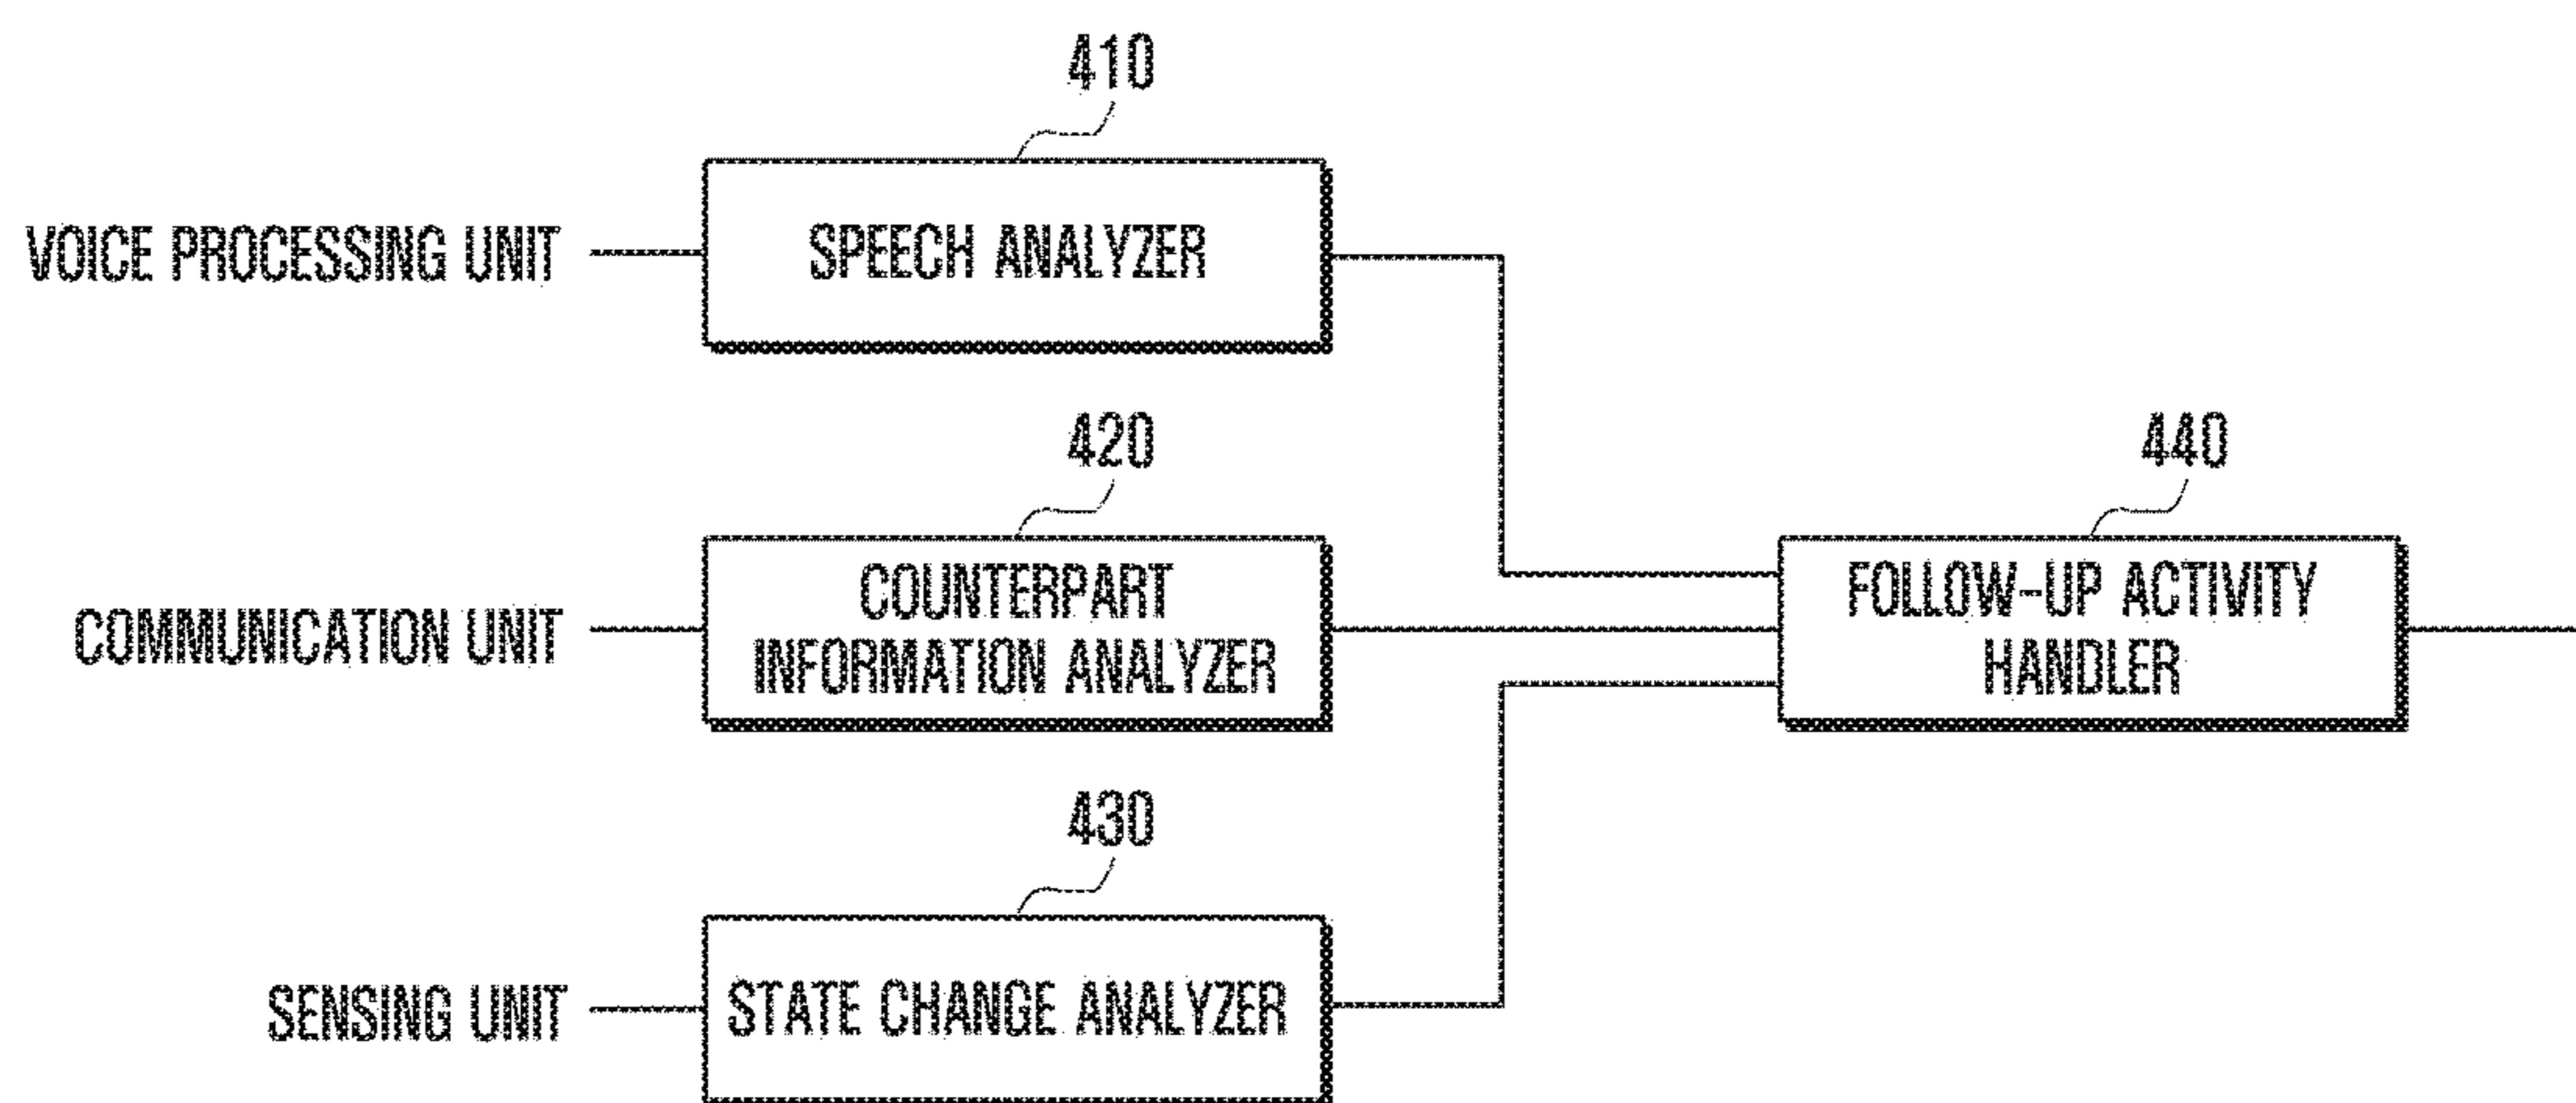 410
VOICE PROCESSING UNIT
SPEECH ANALYZER
420
440
COMMUNICATION UNIT
COUNTERPART
INFORMATION ANALYZER
FOLLOW-UP ACTIVITY
HANDLER
430
SENSING UNIT
STATE CHANGE ANALYZER